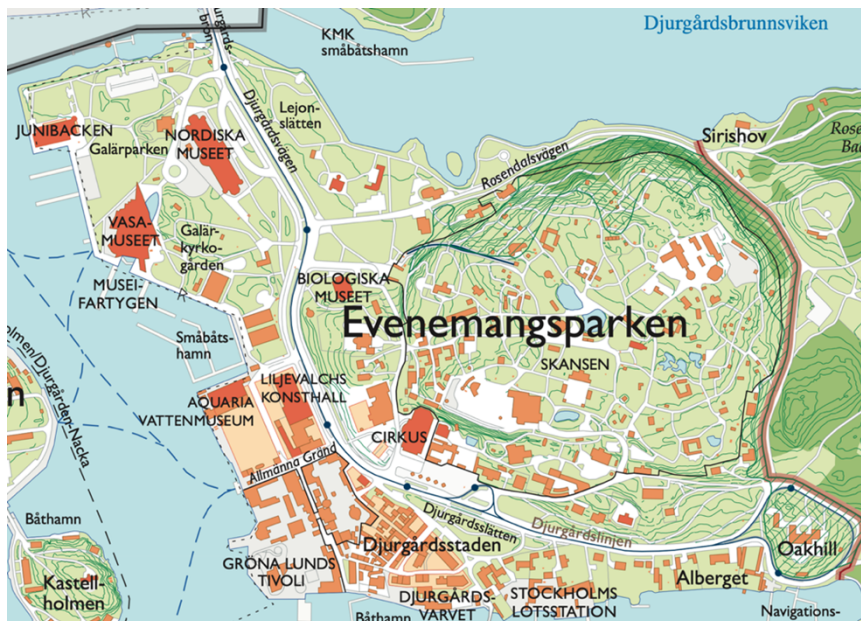 Djurgårdsbrunnsviken
KMK
småbåtshamn
Djurgårdsvägen
Lejon-
slätten
JUNIBACKEN
Galärparken
NORDISKA
MUSEET
Sirishov
Rosendalsvägen
VASA-
MUSEET
Galär-
kyrko-
gården
MUSEI-
FARTYGEN
BIOLOGISKA
MUSEET
Evenemangsparken
Småbåts-
hamn
SKANSEN
holmen/Djurgården-Nacka
n
LILJEVALCHS
KONSTHALL
AQUARIA
VATTENMUSEUM
CIRKUS
Allmänna Gränd
Djurgårdsslätten
Djurgårdslinjen
Båthamn
Djurgårdsstaden
Oakhill
GRÖNA LUNDS
TIVOLI
Kastell-
holmen
Alberget
DJURGÅRDS-
VARVET
STOCKHOLMS
LOTSSTATION
Båthamn
Navigations-